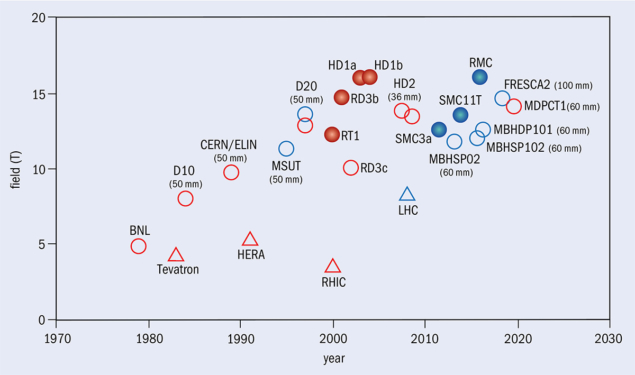 20
15
10
5
0
field (T)
1970
1980
1990
2000
2010
2020
2030
year
BNL
Tevatron
D10
(50 mm)
CERN/ELIN
(50 mm)
HERA
MSUT
(50 mm)
D20
(50 mm)
HD1a
HD1b
RD3b
RT1
RD3c
RHIC
HD2
(36 mm)
LHC
SMC3a
SMC11T
RMC
MBHSP02
(60 mm)
FRESCA2 (100 mm)
MDPCT1(60 mm)
MBHDP101 (60 mm)
MBHSP102 (60 mm)